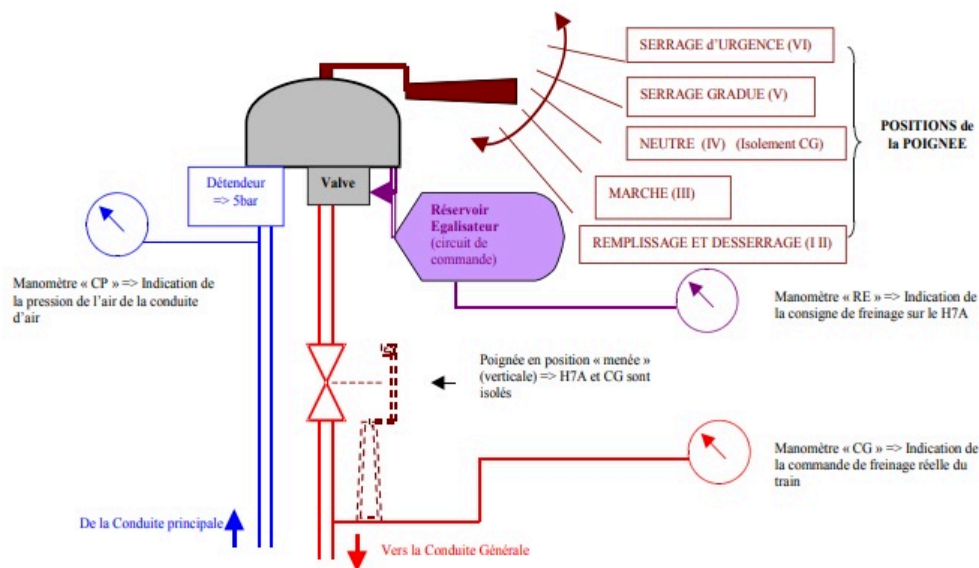 SERRAGE d'URGENCE (VI)
SERRAGE GRADUE (V)
NEUTRE (IV) (Isolement CG)
MARCHE (III)
REMPLISSAGE ET DESSERRAGE (I II)
POSITIONS de
la POIGNEE
Détendeur
=> 5bar
Valve
Réservoir
Egalisateur
(circuit de
commande)
Manomètre « CP » => Indication de
la pression de l'air de la conduite
d'air
Manomètre « RE » => Indication de
la consigne de freinage sur le H7A
Poignée en position « menée »
(verticale) => H7A et CG sont
isolés
Manomètre « CG » => Indication de
la commande de freinage réelle du
train
De la Conduite principale
Vers la Conduite Générale